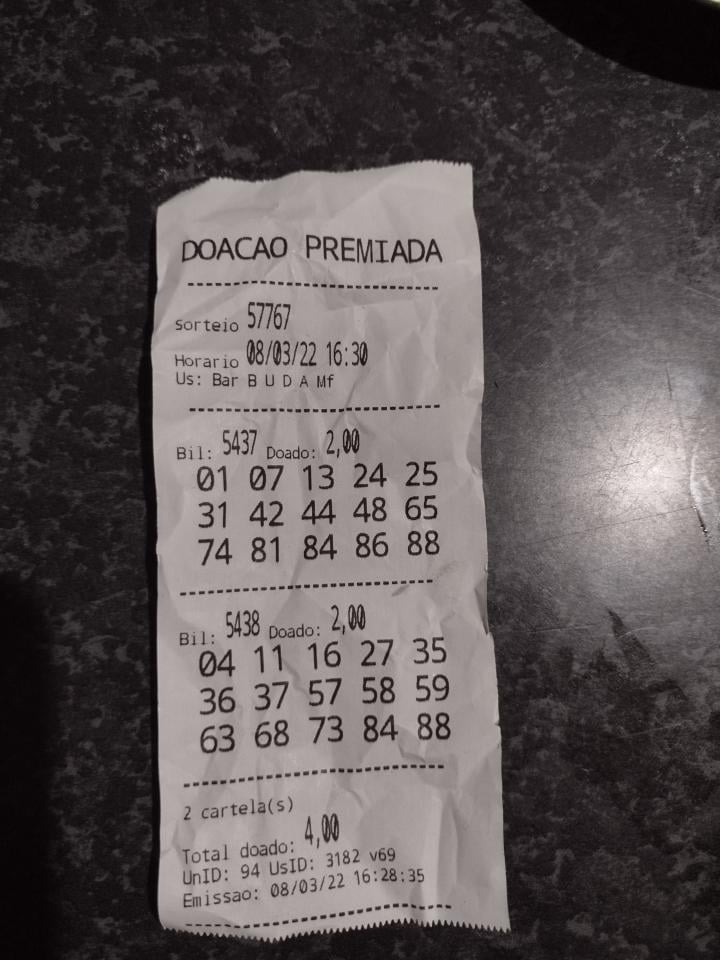 DOACAO PREMIADA
Sorteio 57767
Horario 08/03/22 16:30
Us: Bar B U D A Mf
Bil: 5437 Doado: 2,00
01 07 13 24 25
31 42 44 48 65
74 81 84 86 88
Bil: 5438 Doado: 2,00
04 11 16 27 35
36 37 57 58 59
63 68 73 84 88
2 cartela(s)
Total doado: 4,00
UnID: 94 UsID: 3182 v69
Emissao: 08/03/22 16:28:35